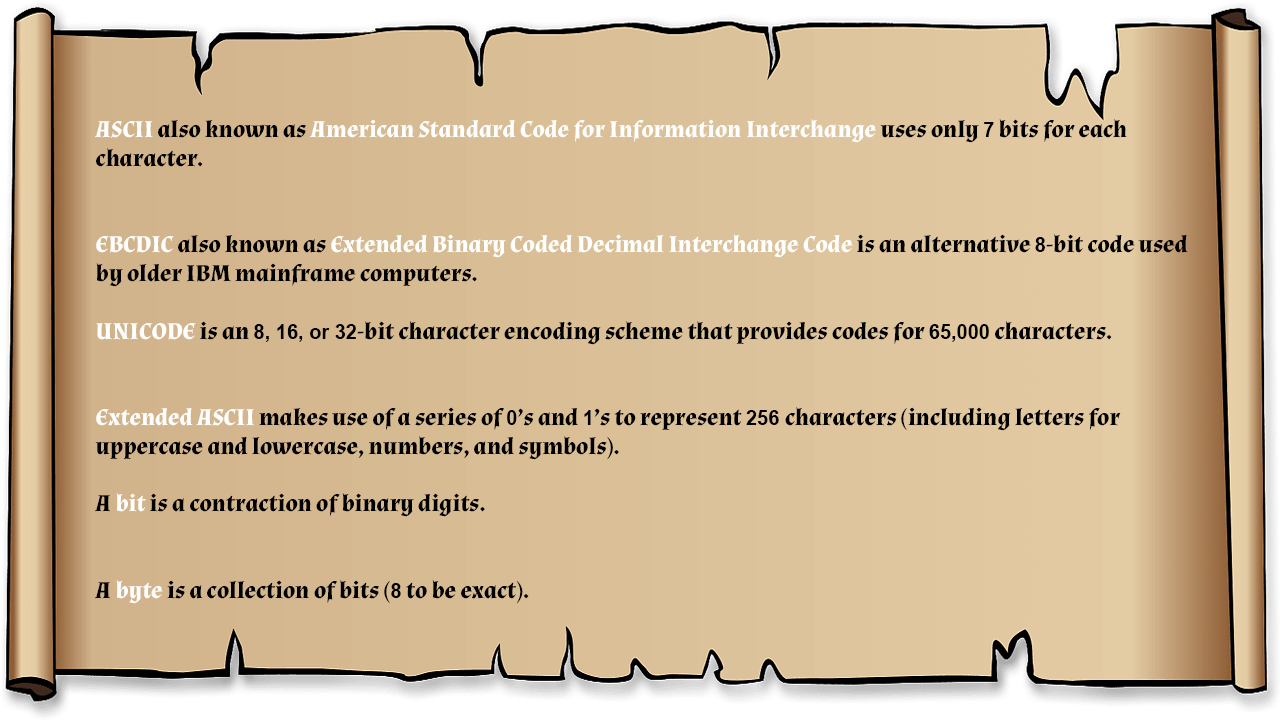 ASCII also known as American Standard Code for Information Interchange uses only 7 bits for each
character.
EBCDIC also known as Extended Binary Coded Decimal Interchange Code is an alternative 8-bit code used
by older IBM mainframe computers.
UNICODE is an 8, 16, or 32-bit character encoding scheme that provides codes for 65,000 characters.
Extended ASCII makes use of a series of 0's and 1's to represent 256 characters (including letters for
uppercase and lowercase, numbers, and symbols).
A bit is a contraction of binary digits.
A byte is a collection of bits (8 to be exact).